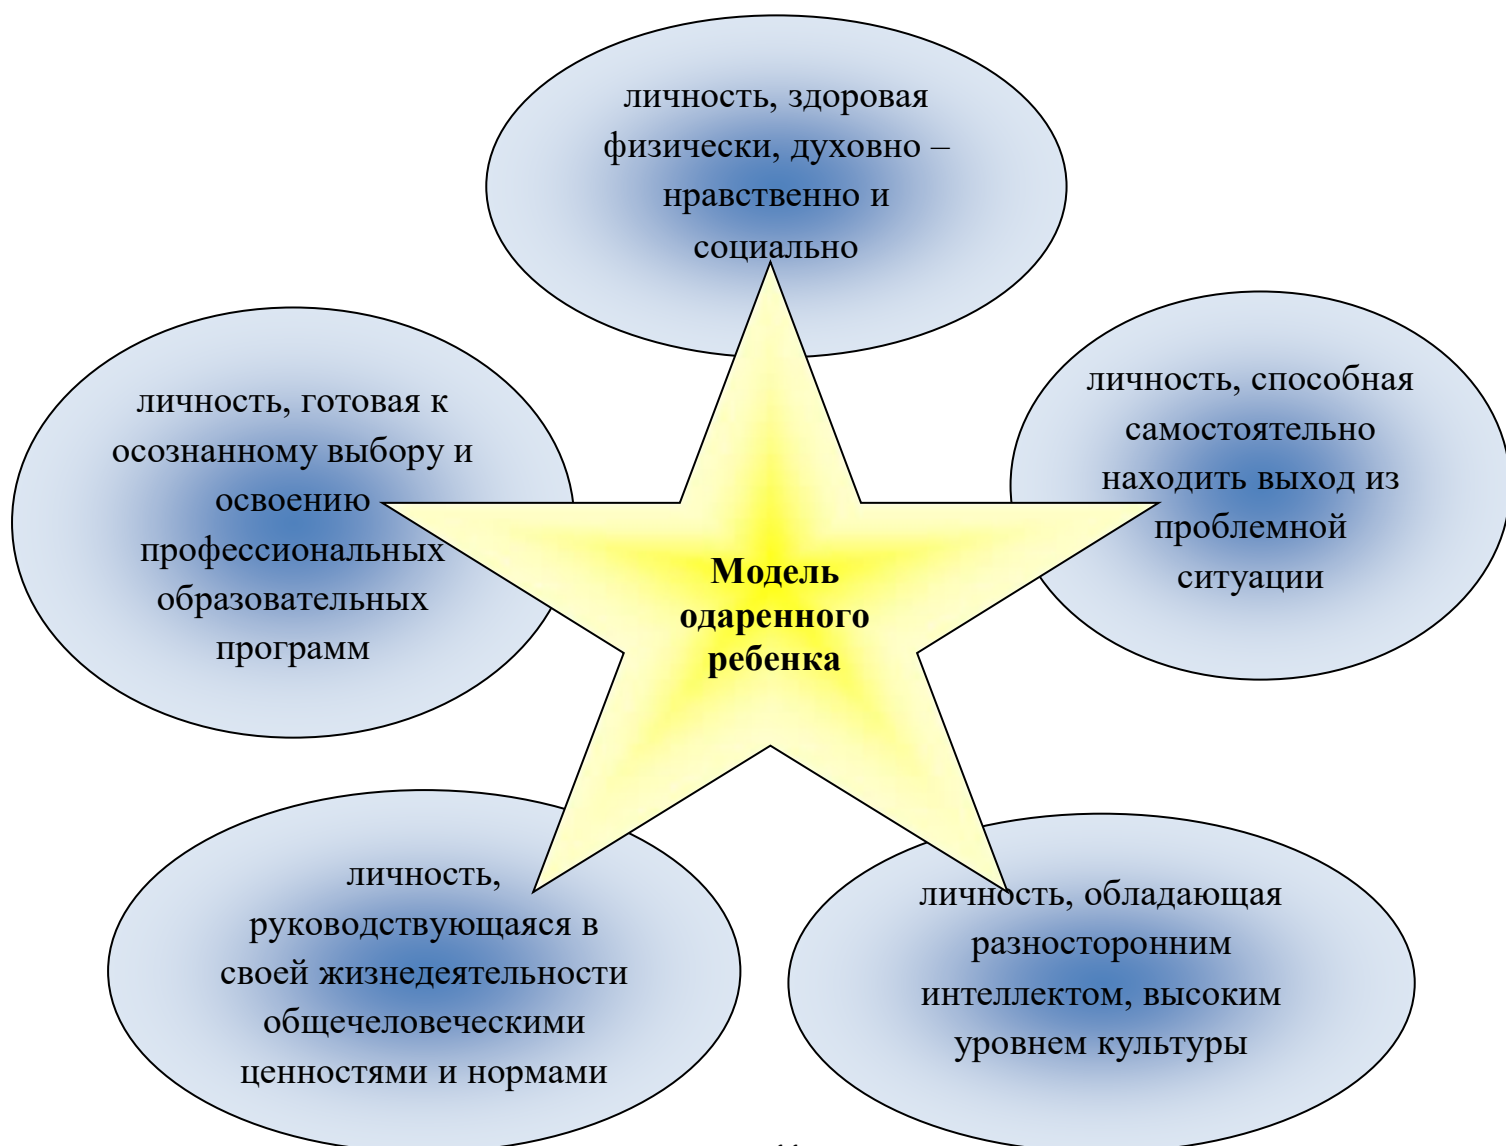 личность, здоровая
физически, духовно –
нравственно и
социально
личность, готовая к
осознанному выбору и
освоению
профессиональных
образовательных
программ
личность, способная
самостоятельно
находить выход из
проблемной
ситуации
Модель
одаренного
ребенка
личность,
руководствующаяся в
своей жизнедеятельности
общечеловеческими
ценностями и нормами
личность, обладающая
разносторонним
интеллектом, высоким
уровнем культуры